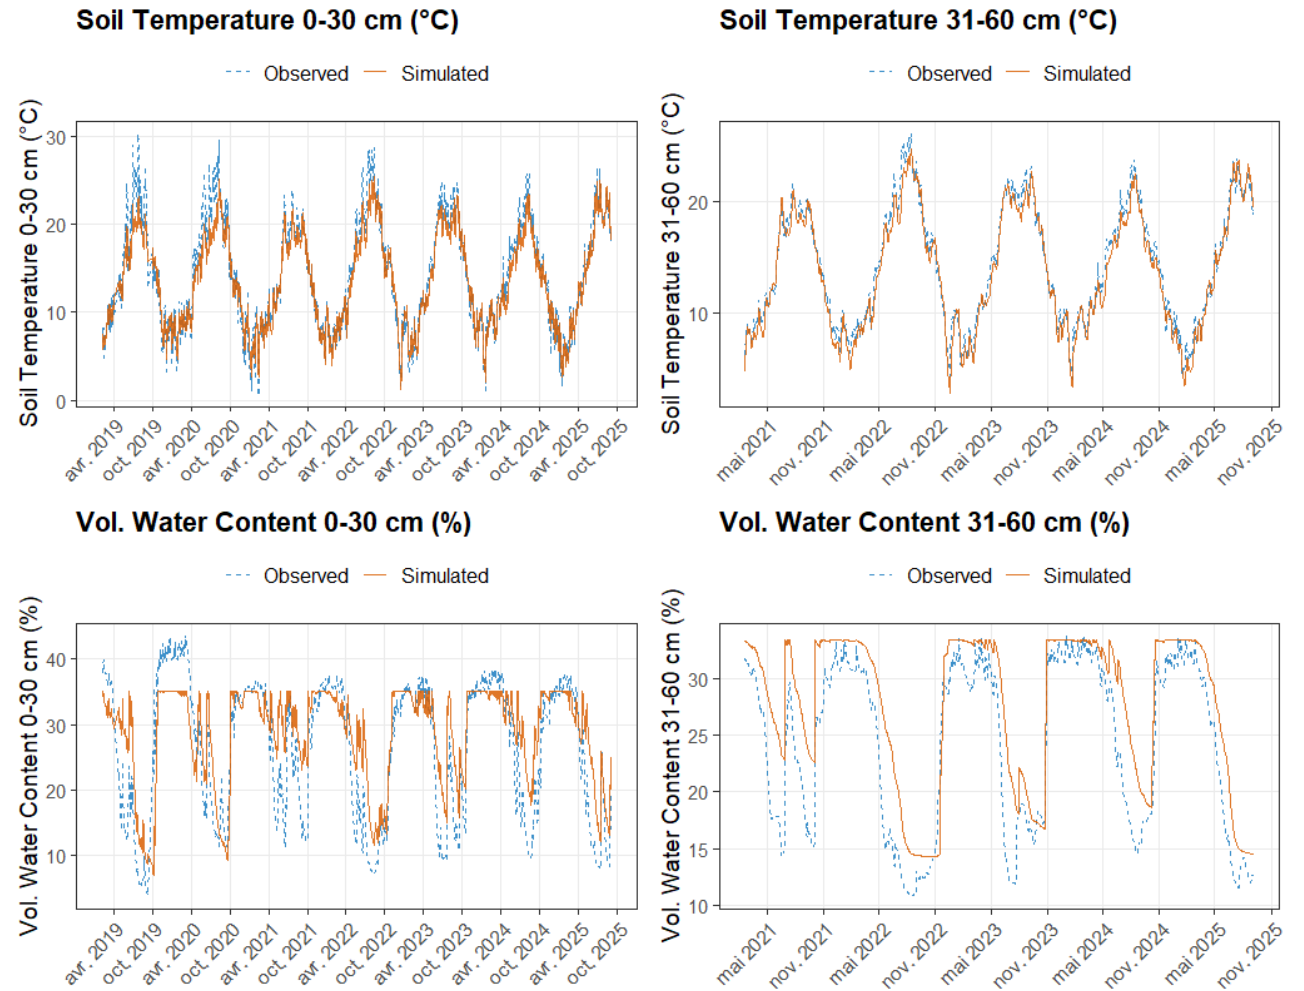 Soil Temperature 0-30 cm (°C)
Observed Simulated
Soil Temperature 0-30 cm (°C)
30
20
10
0
avr. 2019
oct. 2019
avr. 2020
oct. 2020
avr. 2021
oct. 2021
avr. 2022
oct. 2022
avr. 2023
oct. 2023
avr. 2024
oct. 2024
avr. 2025
oct. 2025
Soil Temperature 31-60 cm (°C)
Observed Simulated
Soil Temperature 31-60 cm (°C)
20
10
mai 2021
nov. 2021
mai 2022
nov. 2022
mai 2023
nov. 2023
mai 2024
nov. 2024
mai 2025
nov. 2025
Vol. Water Content 0-30 cm (%)
Observed Simulated
Vol. Water Content 0-30 cm (%)
40
30
20
10
avr. 2019
oct. 2019
avr. 2020
oct. 2020
avr. 2021
oct. 2021
avr. 2022
oct. 2022
avr. 2023
oct. 2023
avr. 2024
oct. 2024
avr. 2025
oct. 2025
Vol. Water Content 31-60 cm (%)
Observed Simulated
Vol. Water Content 31-60 cm (%)
30
25
20
15
10
mai 2021
nov. 2021
mai 2022
nov. 2022
mai 2023
nov. 2023
mai 2024
nov. 2024
mai 2025
nov. 2025